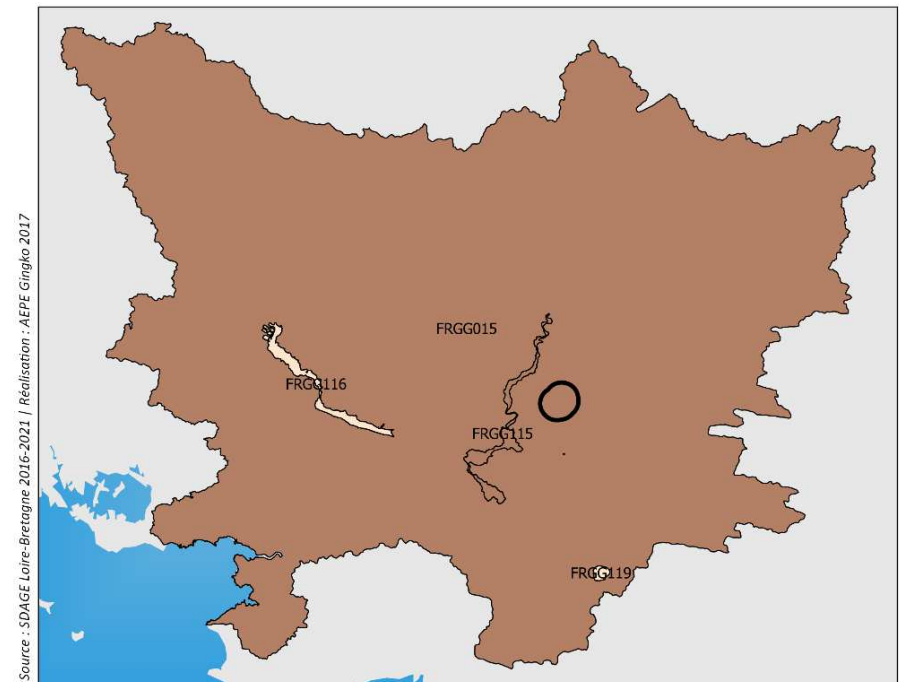 Source : SDAGE Loire-Bretagne 2016-2021 | Réalisation : AEPE Gingko 2017
FRGG015
FRGG116
FRGG115
FRGG119